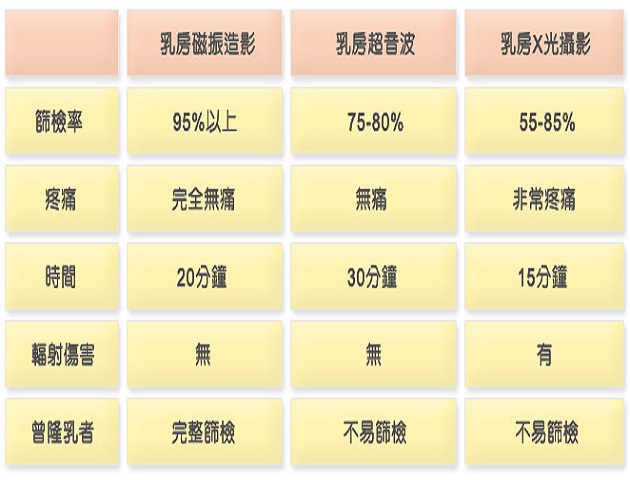 乳房磁振造影 乳房超音波 乳房X光攝影
篩檢率 95%以上 75-80% 55-85%
疼痛 完全無痛 無痛 非常疼痛
時間 20分鐘 30分鐘 15分鐘
輻射傷害 無 無 有
曾隆乳者 完整篩檢 不易篩檢 不易篩檢